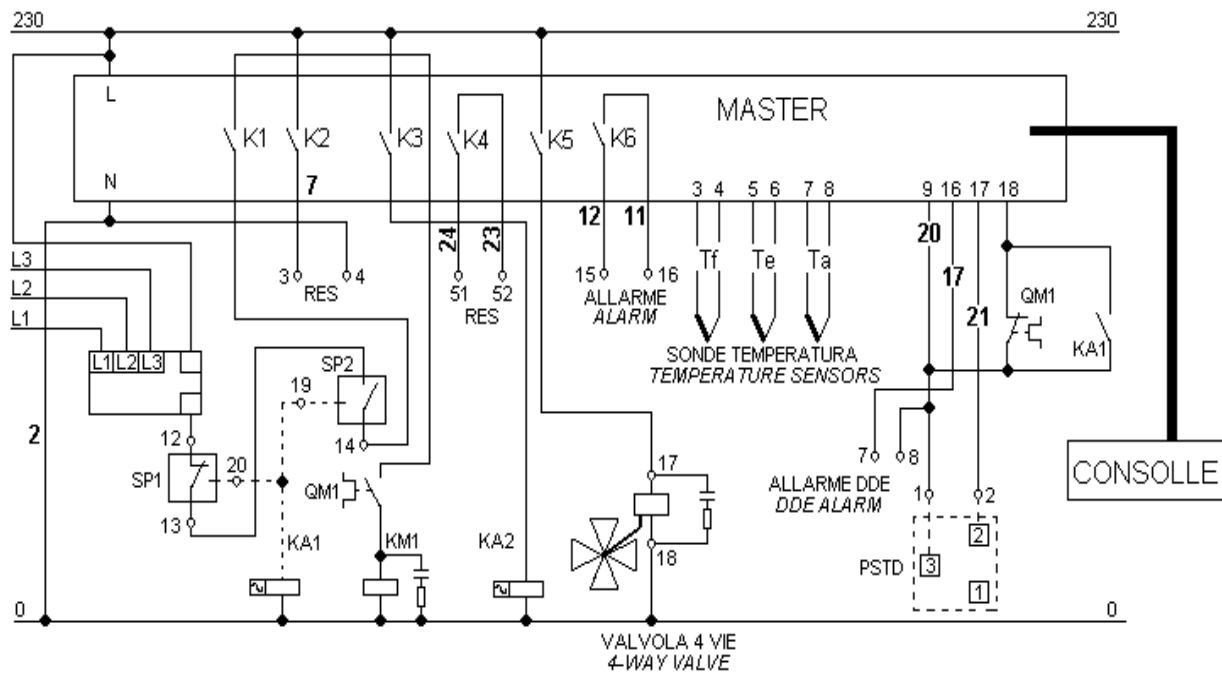 230 230
L
MASTER
K1 K2 K3 K4 K5 K6
N
7
3 4 5 6 7 8 9 16 17 18
12 11
20
24 23
17
21
Tf Te Ta
L3
L2
L1
3 4
RES
51 52
RES
15 16
ALLARME
ALARM
QM1
KA1
SONDE TEMPERATURA
TEMPERATURE SENSORS
L1 L2 L3
SP2
19
14
2
12
SP1
20
13
QM1
KA1
KM1
KA2
17
18
7 8
ALLARME DDE
DDE ALARM
1 2
CONSOLLE
2
PSTD
3
1
0 0
VALVOLA 4 VIE
4-WAY VALVE